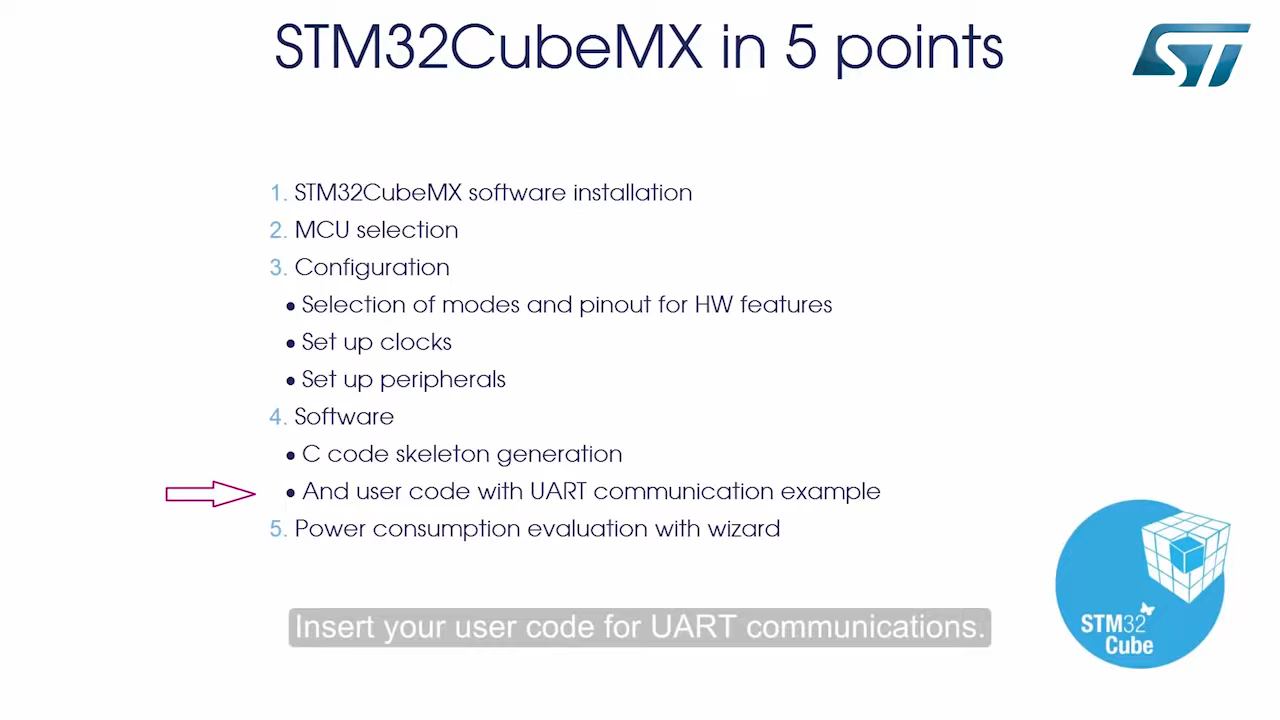 STM32CubeMX in 5 points
ST
1. STM32CubeMX software installation
2. MCU selection
3. Configuration
• Selection of modes and pinout for HW features
• Set up clocks
• Set up peripherals
4. Software
• C code skeleton generation
• And user code with UART communication example
5. Power consumption evaluation with wizard
Insert your user code for UART communications.
STM32
Cube